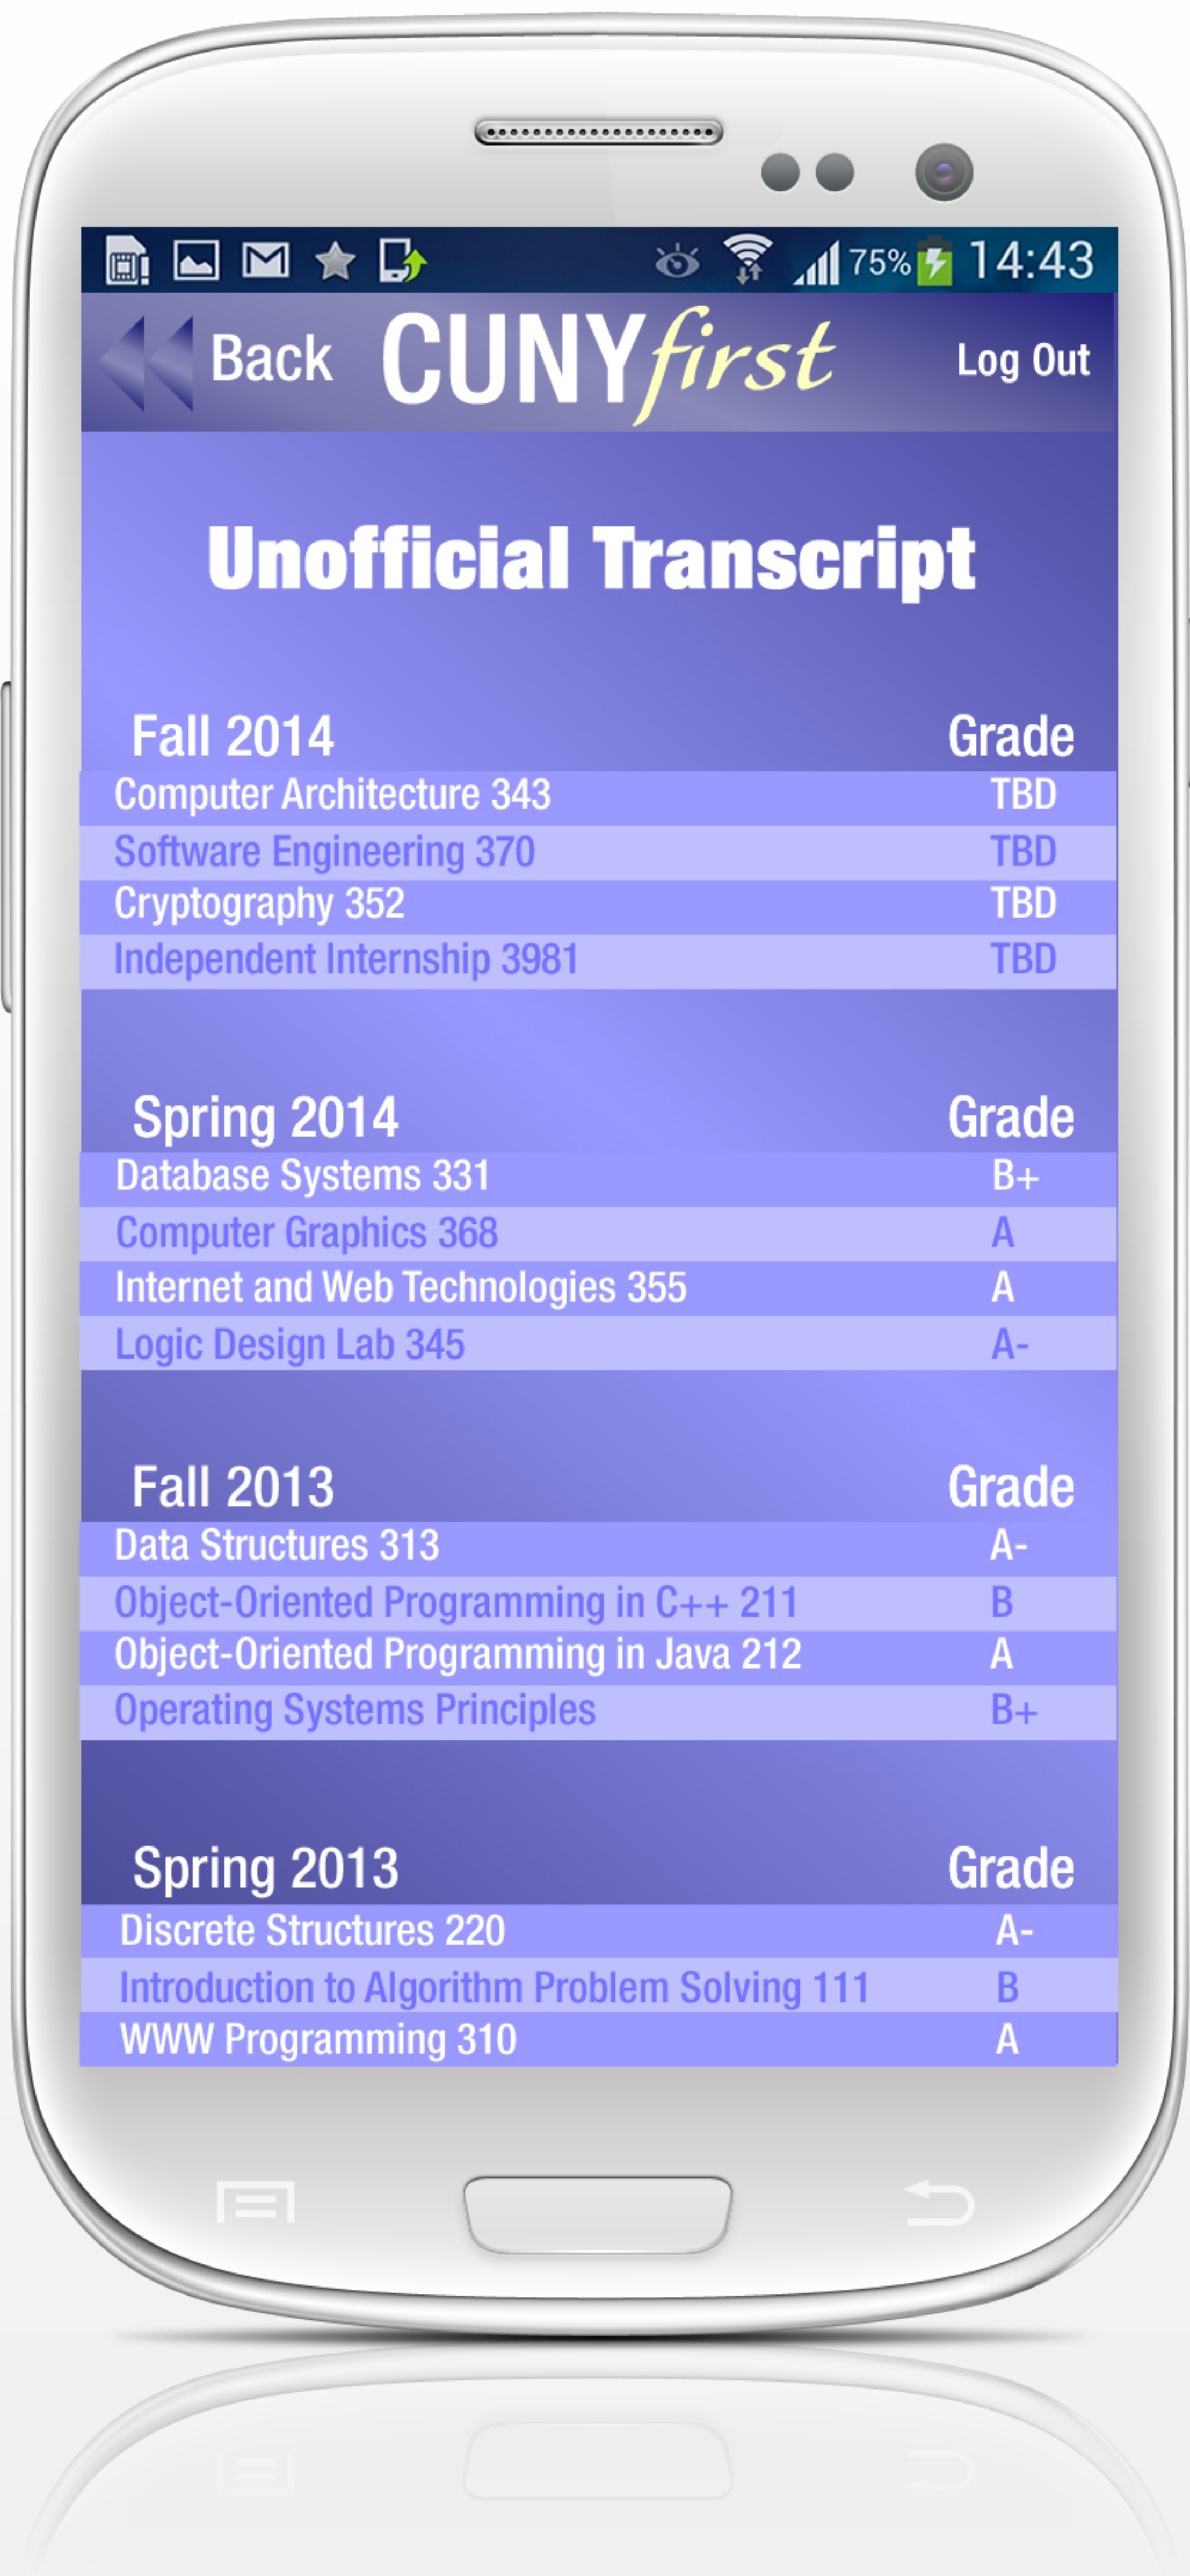 75% 14:43
Back CUNYfirst Log Out
Unofficial Transcript
Fall 2014 Grade
Computer Architecture 343 TBD
Software Engineering 370 TBD
Cryptography 352 TBD
Independent Internship 3981 TBD
Spring 2014 Grade
Database Systems 331 B+
Computer Graphics 368 A
Internet and Web Technologies 355 A
Logic Design Lab 345 A-
Fall 2013 Grade
Data Structures 313 A-
Object-Oriented Programming in C++ 211 B
Object-Oriented Programming in Java 212 A
Operating Systems Principles B+
Spring 2013 Grade
Discrete Structures 220 A-
Introduction to Algorithm Problem Solving 111 B
WWW Programming 310 A